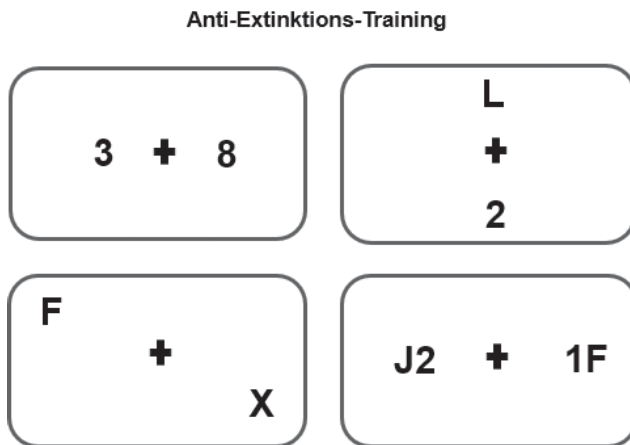 Anti-Extinktions-Training
3 + 8
L
+
2
F
+
X
J2 + 1F